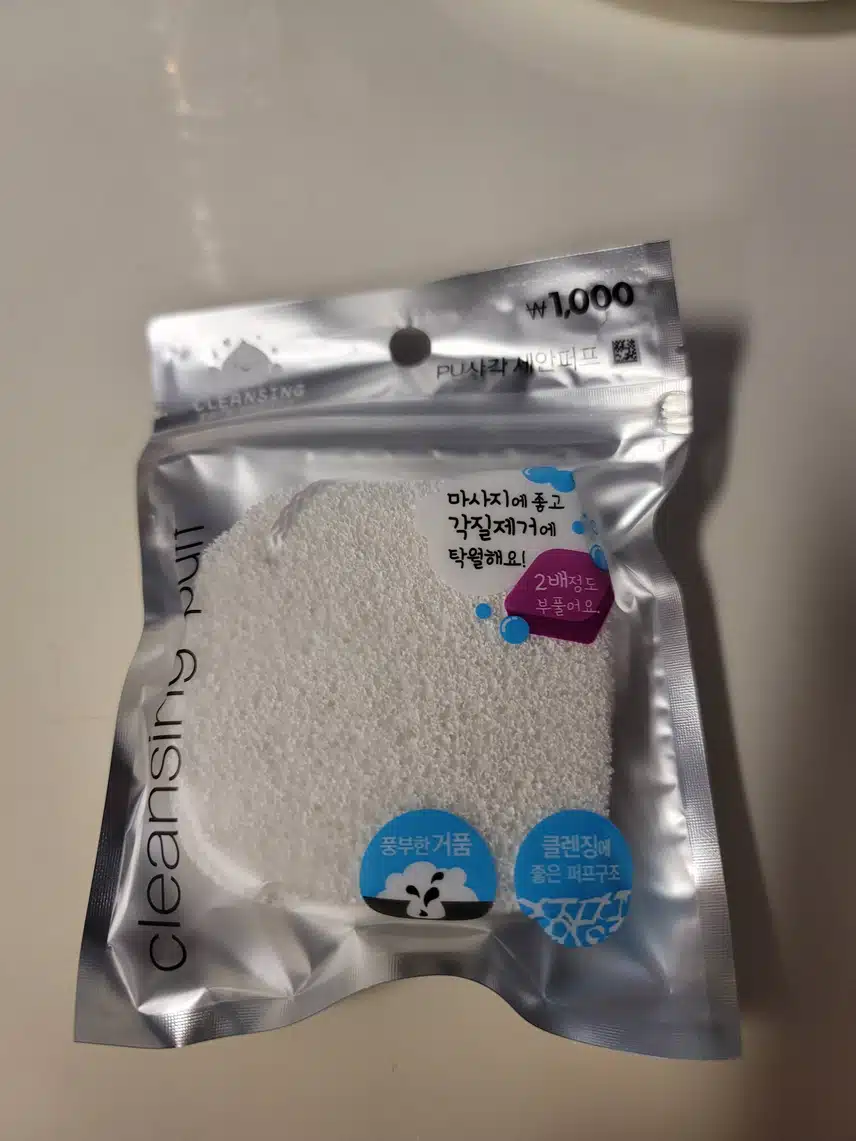 ₩1,000
PU사각 세안퍼프
CLEANSING
마사지에 좋고
각질제거에
탁월해요!
2배정도
부풀어요.
cleansing puff
풍부한 거품
클렌징에
좋은 퍼프구조